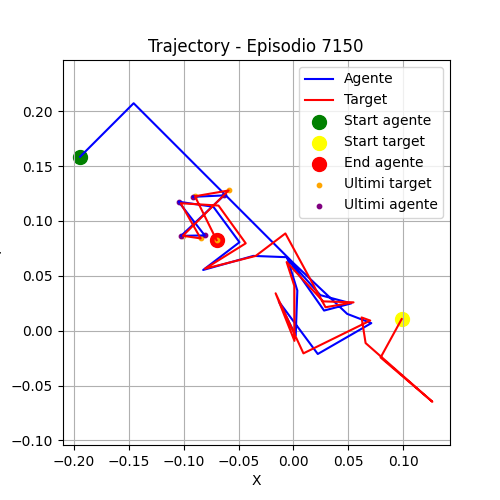 Trajectory - Episodio 7150
Agente
Target
Start agente
Start target
End agente
Ultimi target
Ultimi agente
0.20
0.15
0.10
0.05
0.00
−0.05
−0.10
−0.20 −0.15 −0.10 −0.05 0.00 0.05 0.10
X